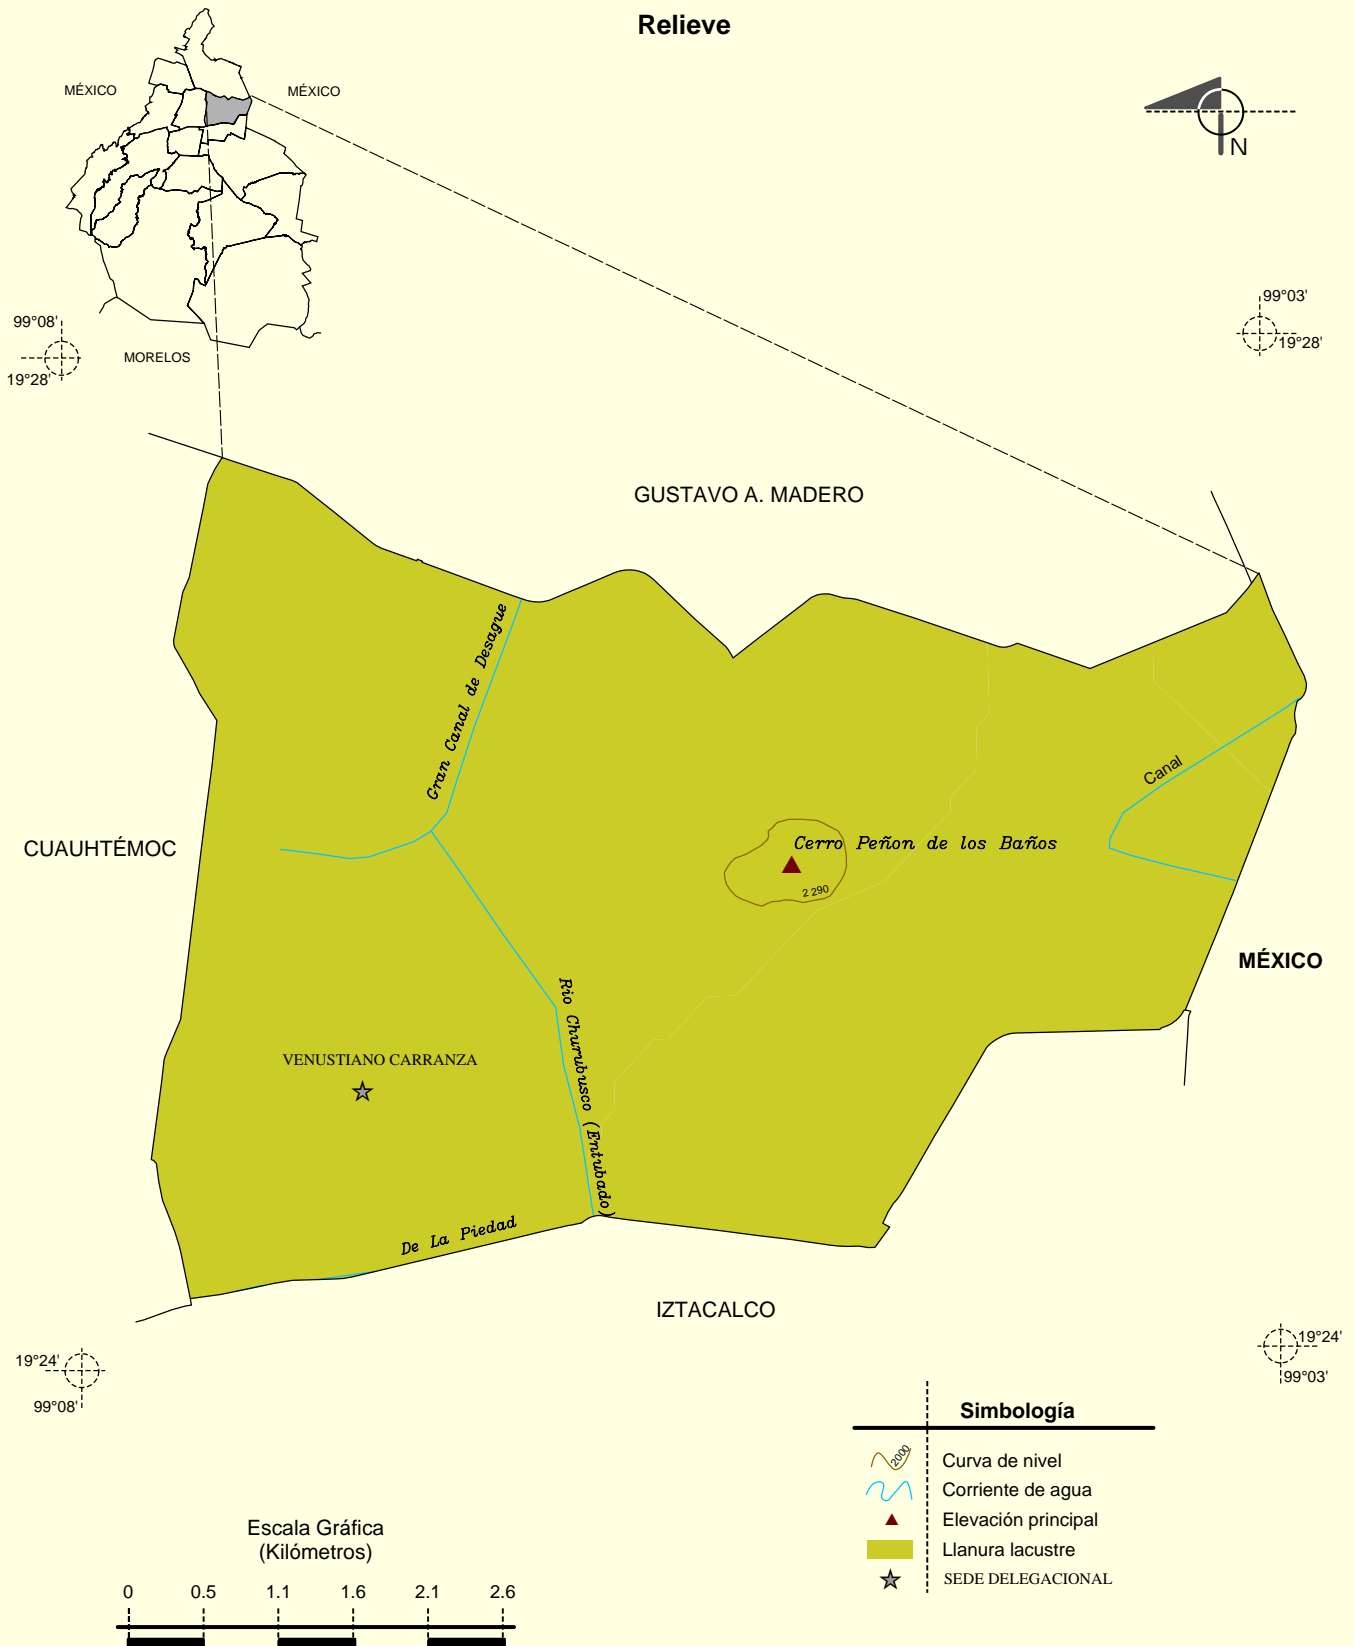 Relieve
MÉXICO
MÉXICO
N
MORELOS
99°08'
19°28'
99°03'
19°28'
GUSTAVO A. MADERO
Gran Canal de Desague
Canal
CUAUHTÉMOC
Cerro Peñon de los Baños
2 290
MÉXICO
Rio Churubusco (Entubado)
VENUSTIANO CARRANZA
De La Piedad
IZTACALCO
19°24'
99°08'
19°24'
99°03'
Simbología
2000
Curva de nivel
Corriente de agua
Elevación principal
Llanura lacustre
SEDE DELEGACIONAL
Escala Gráfica
(Kilómetros)
0 0.5 1.1 1.6 2.1 2.6